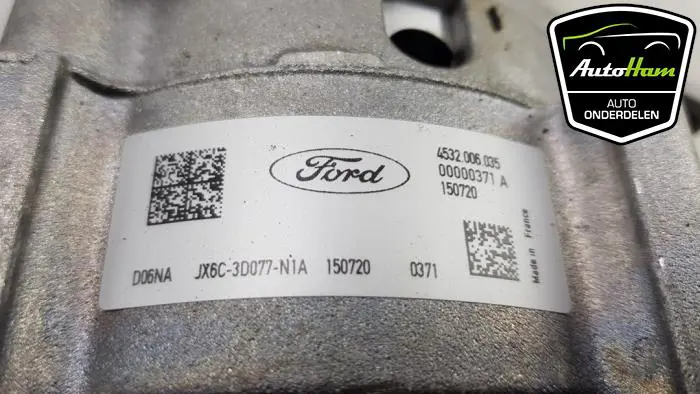 AutoHam
AUTO
ONDERDELEN
Ford
4532.006.035
00000371 A
150720
Made in France
D06NA JX6C-3D077-N1A 150720 0371